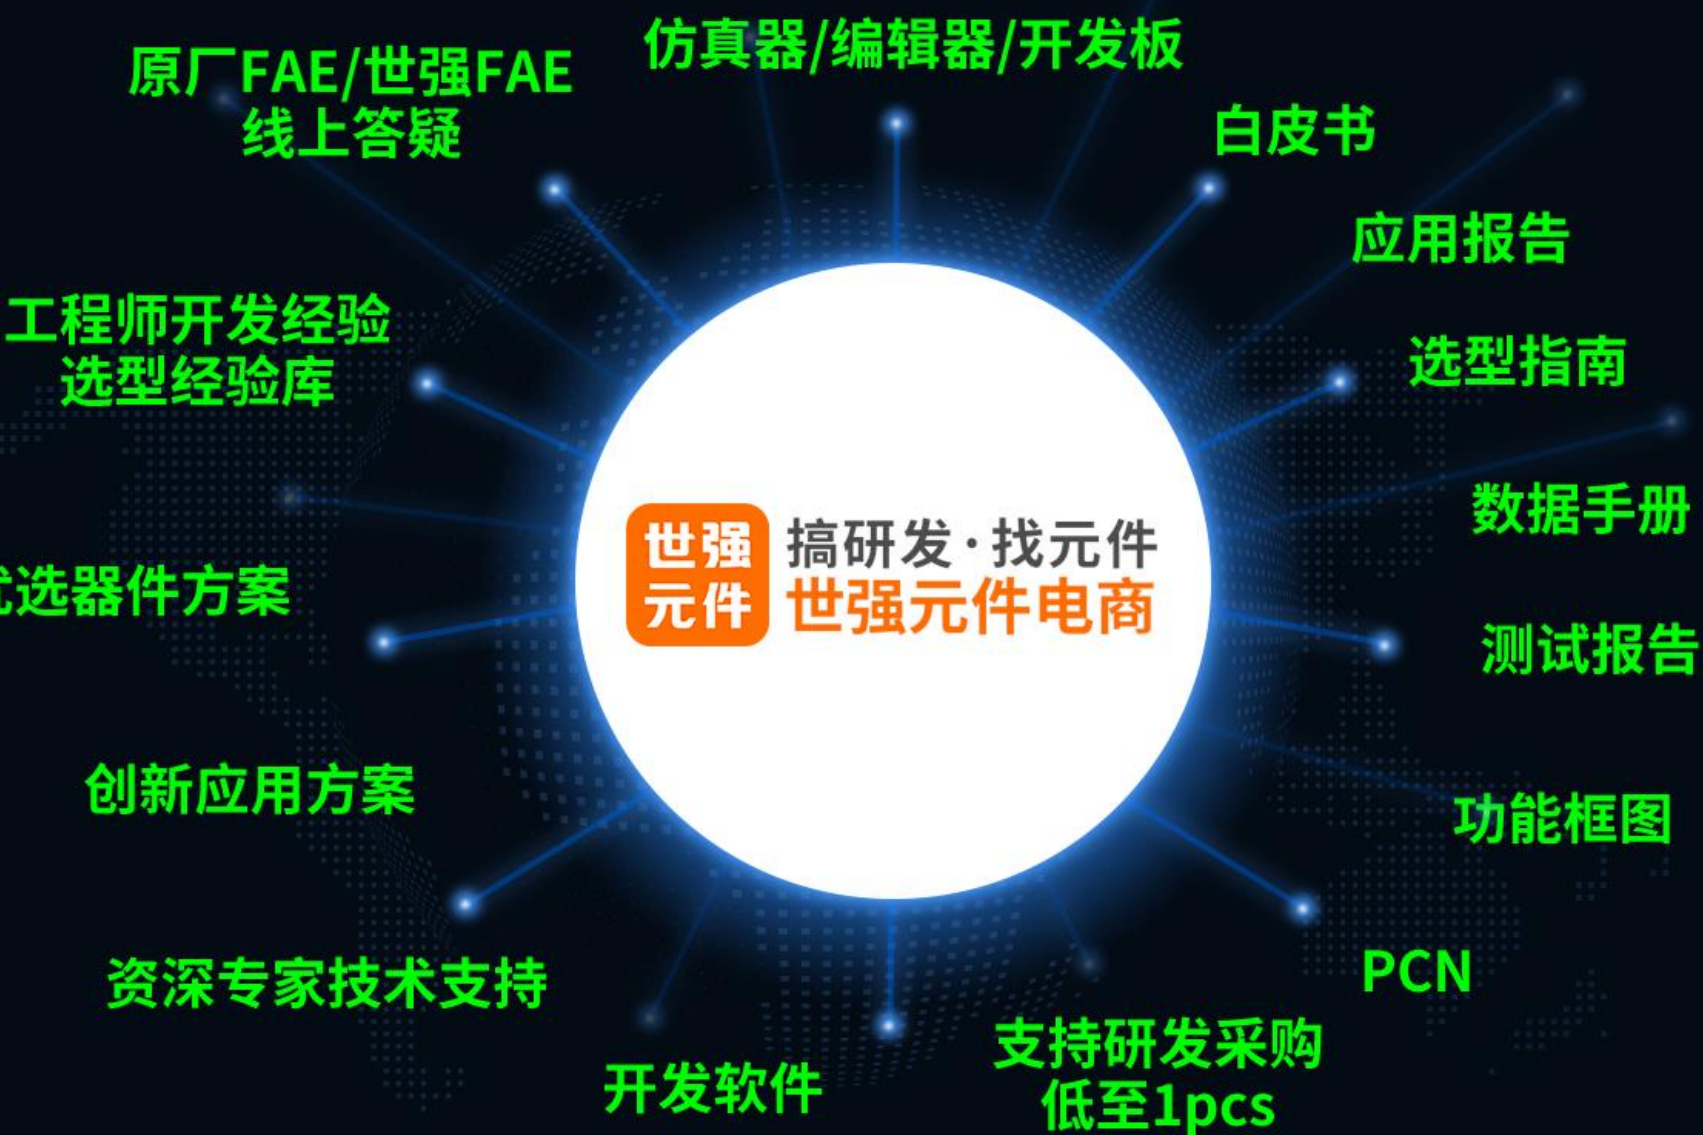 仿真器/编辑器/开发板
原厂FAE/世强FAE
线上答疑
白皮书
应用报告
工程师开发经验
选型经验库
选型指南
数据手册
世强
元件
搞研发·找元件
世强元件电商
优选器件方案
测试报告
创新应用方案
功能框图
资深专家技术支持
PCN
支持研发采购
低至1pcs
开发软件